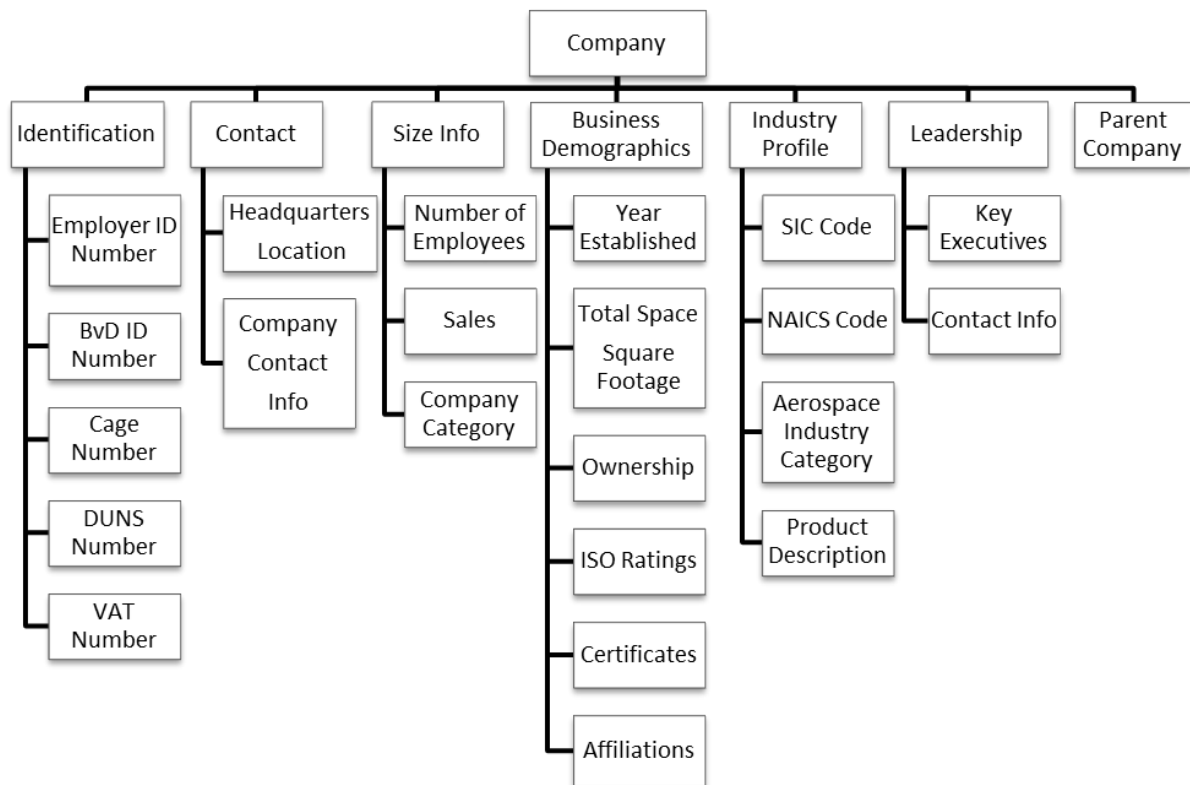 Company
Identification
Contact
Size Info
Business
Demographics
Industry
Profile
Leadership
Parent
Company
Employer ID
Number
BvD ID
Number
Cage
Number
DUNS
Number
VAT
Number
Headquarters
Location
Company
Contact
Info
Number of
Employees
Sales
Company
Category
Year
Established
Total Space
Square
Footage
Ownership
ISO Ratings
Certificates
Affiliations
SIC Code
NAICS Code
Aerospace
Industry
Category
Product
Description
Key
Executives
Contact Info